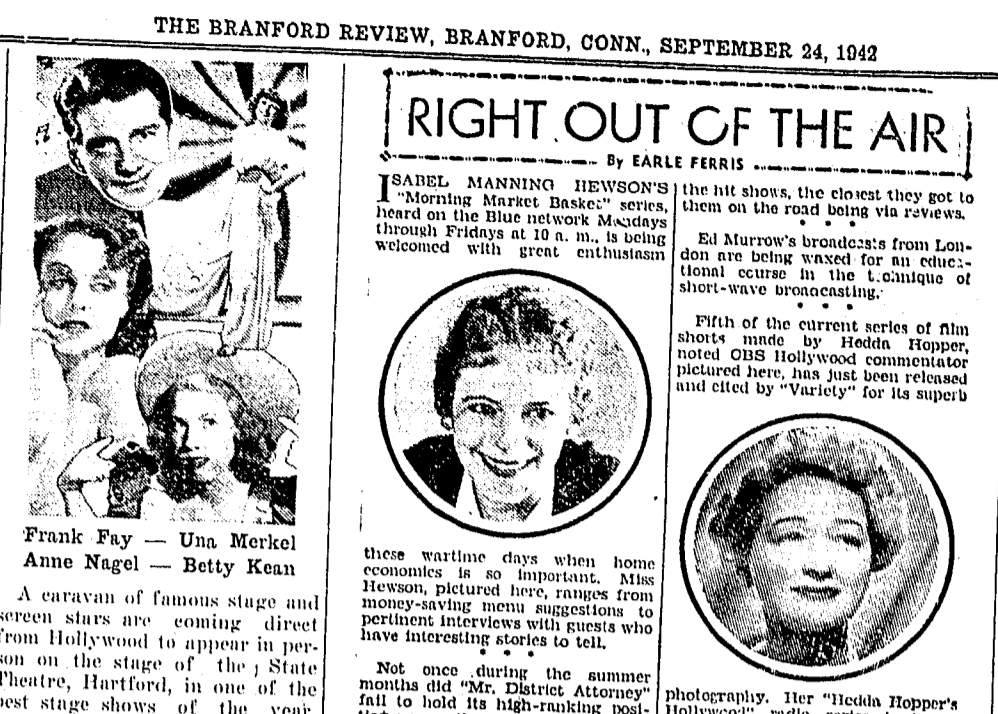 THE BRANFORD REVIEW, BRANFORD, CONN., SEPTEMBER 24, 1942
Frank Fay — Una Merkel
Anne Nagel — Betty Kean
A caravan of famous stage and
screen stars are coming direct
from Hollywood to appear in per-
son on the stage of the State
Theatre, Hartford, in one of the
best stage shows of the year
RIGHT OUT OF THE AIR
By EARLE FERRIS
ISABEL MANNING HEWSON'S
"Morning Market Basket" series,
heard on the Blue network Mondays
through Fridays at 10 a. m., is being
welcomed with great enthusiasm
these wartime days when home
economics is so important. Miss
Hewson, pictured here, ranges from
money-saving menu suggestions to
pertinent interviews with guests who
have interesting stories to tell.
* * *
Not once during the summer
months did "Mr. District Attorney"
fail to hold its high-ranking posi-
the hit shows, the closest they got to
them on the road being via reviews.
* * *
Ed Murrow's broadcasts from Lon-
don are being waxed for an educa-
tional course in the technique of
short-wave broadcasting.
* * *
Fifth of the current series of film
shorts made by Hedda Hopper,
noted CBS Hollywood commentator
pictured here, has just been released
and cited by "Variety" for its superb
photography. Her "Hedda Hopper's
Hollywood" radio